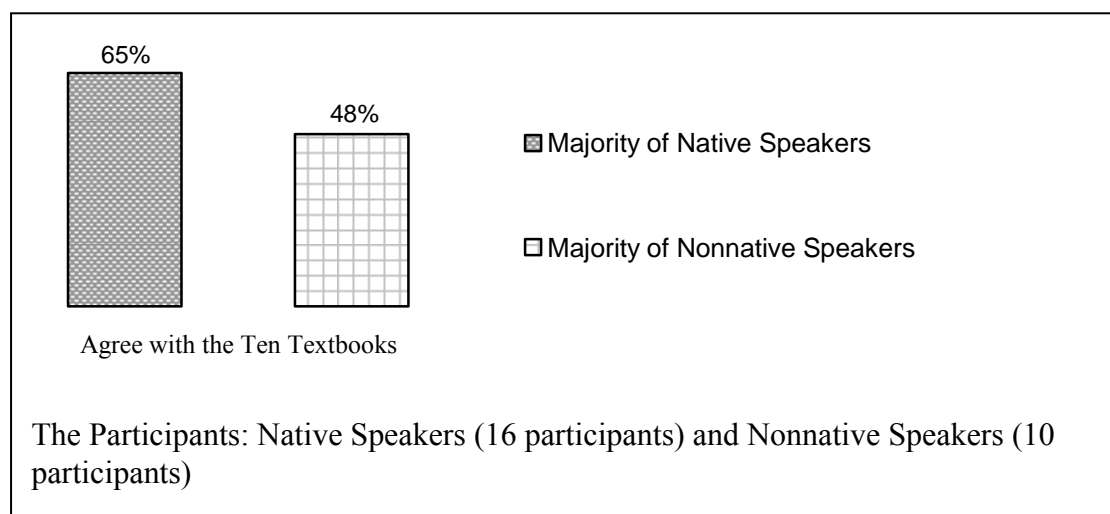 65%
48%
Majority of Native Speakers
Majority of Nonnative Speakers
Agree with the Ten Textbooks
The Participants: Native Speakers (16 participants) and Nonnative Speakers (10
participants)